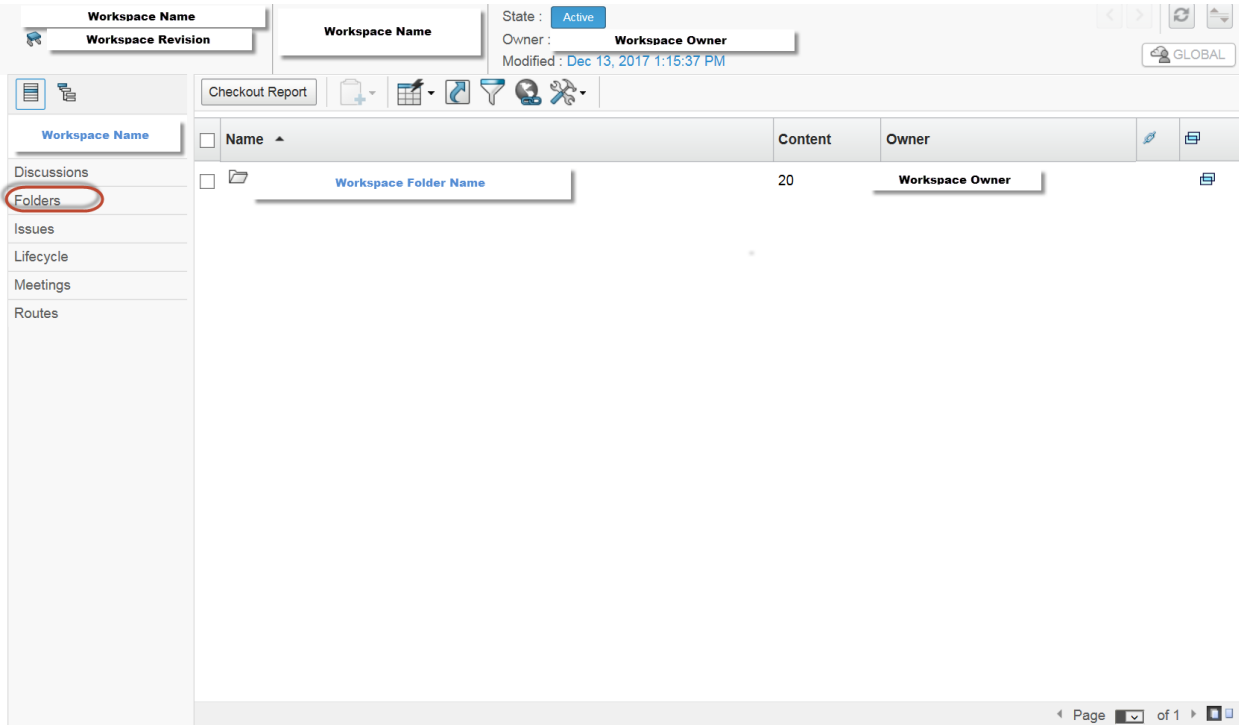 Workspace Name
Workspace Revision
Workspace Name
State : Active
Owner : Workspace Owner
Modified : Dec 13, 2017 1:15:37 PM
GLOBAL
Checkout Report
Workspace Name
Discussions
Folders
Issues
Lifecycle
Meetings
Routes
Name Content Owner
Workspace Folder Name 20 Workspace Owner
Page of 1